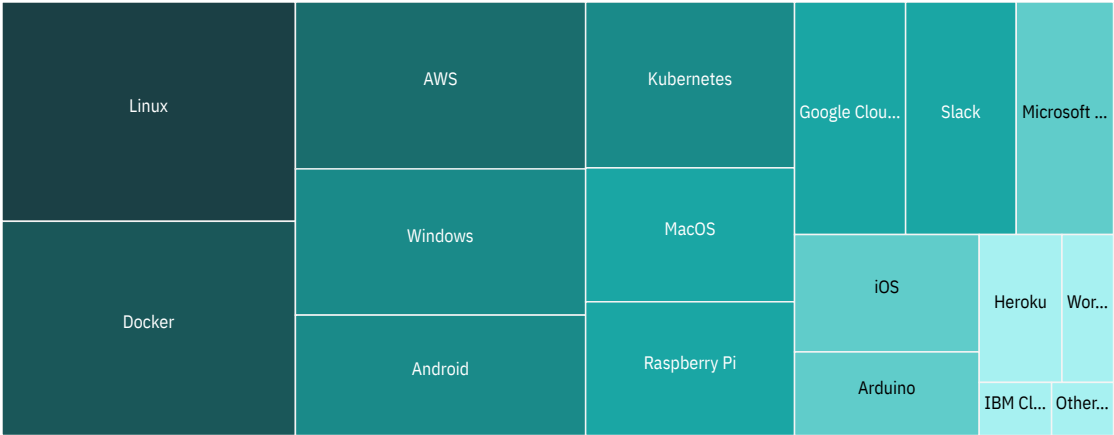 Linux
Docker
AWS
Windows
Android
Kubernetes
MacOS
Raspberry Pi
Google Clou...
Slack
Microsoft ...
iOS
Arduino
Heroku
Wor...
IBM Cl...
Other...